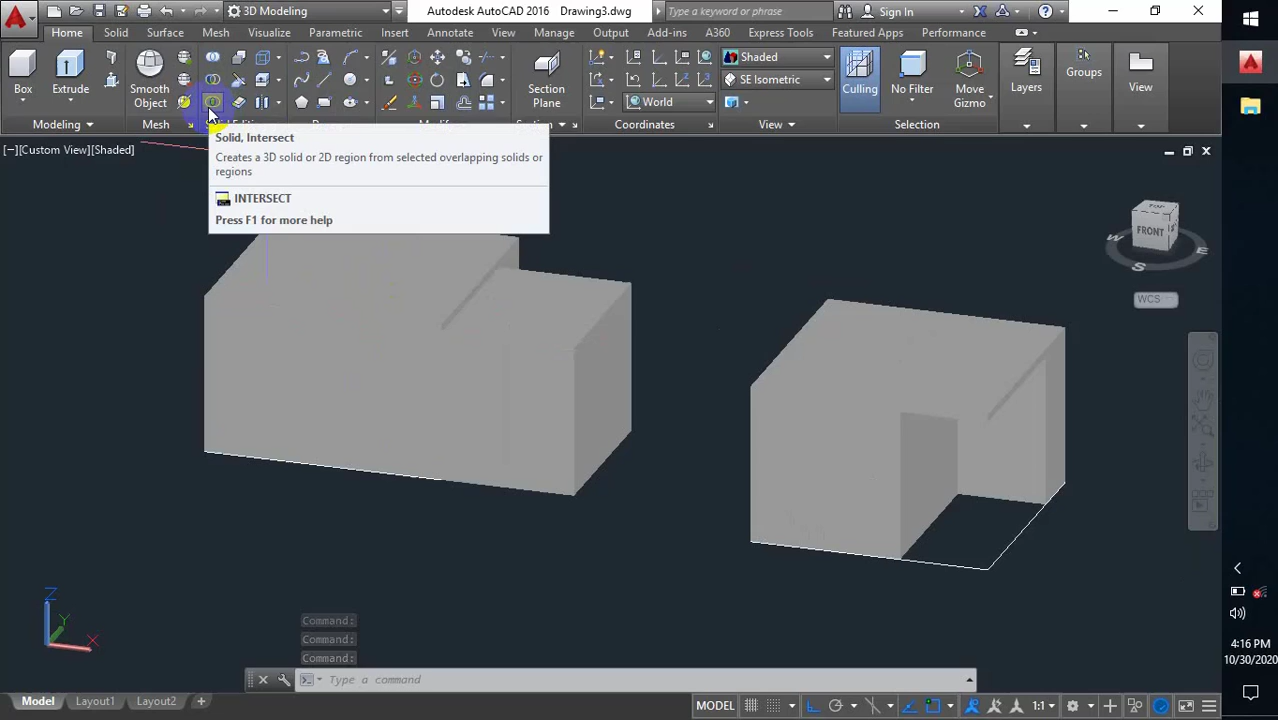 3D Modeling
Autodesk AutoCAD 2016 Drawing3.dwg
Type a keyword or phrase
Sign In
Home Solid Surface Mesh Visualize Parametric Insert Annotate View Manage Output Add-ins A360 Express Tools Featured Apps Performance
Box
Extrude
Smooth
Object
Section
Plane
World
Shaded
SE Isometric
Culling
No Filter
Move
Gizmo
Layers
Groups
View
Modeling
Mesh
Section
Coordinates
View
Selection
[−][Custom View][Shaded]
Solid, Intersect
Creates a 3D solid or 2D region from selected overlapping solids or
regions
INTERSECT
Press F1 for more help
TOP
FRONT
W
S
E
WCS
Z
Y
X
Command:
Command:
Command:
Type a command
Model Layout1 Layout2 +
MODEL
1:1
4:16 PM
10/30/2020